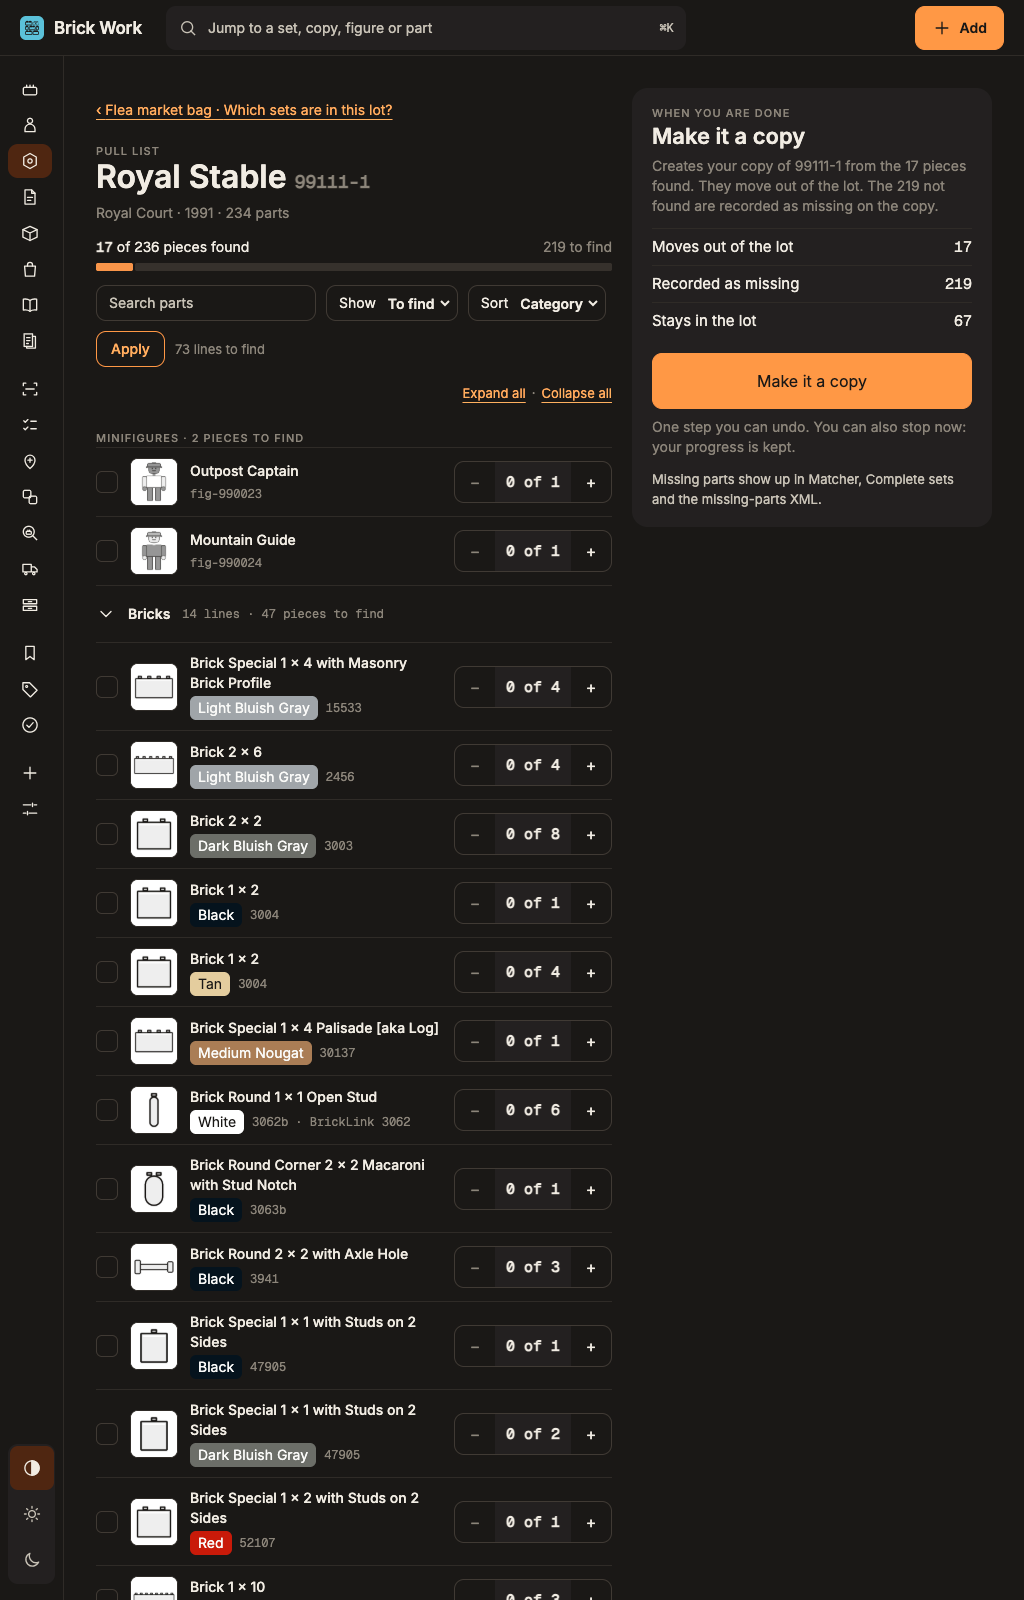 Brick Work
Jump to a set, copy, figure or part
⌘K
+ Add
‹ Flea market bag · Which sets are in this lot?
PULL LIST
Royal Stable 99111-1
Royal Court · 1991 · 234 parts
17 of 236 pieces found
219 to find
Search parts
Show To find
Sort Category
Apply
73 lines to find
Expand all · Collapse all
MINIFIGURES · 2 PIECES TO FIND
Outpost Captain
fig-990023
− 0 of 1 +
Mountain Guide
fig-990024
− 0 of 1 +
Bricks 14 lines · 47 pieces to find
Brick Special 1 × 4 with Masonry
Brick Profile
Light Bluish Gray 15533
− 0 of 4 +
Brick 2 × 6
Light Bluish Gray 2456
− 0 of 4 +
Brick 2 × 2
Dark Bluish Gray 3003
− 0 of 8 +
Brick 1 × 2
Black 3004
− 0 of 1 +
Brick 1 × 2
Tan 3004
− 0 of 4 +
Brick Special 1 × 4 Palisade [aka Log]
Medium Nougat 30137
− 0 of 1 +
Brick Round 1 × 1 Open Stud
White 3062b · BrickLink 3062
− 0 of 6 +
Brick Round Corner 2 × 2 Macaroni
with Stud Notch
Black 3063b
− 0 of 1 +
Brick Round 2 × 2 with Axle Hole
Black 3941
− 0 of 3 +
Brick Special 1 × 1 with Studs on 2
Sides
Black 47905
− 0 of 1 +
Brick Special 1 × 1 with Studs on 2
Sides
Dark Bluish Gray 47905
− 0 of 2 +
Brick Special 1 × 2 with Studs on 2
Sides
Red 52107
− 0 of 1 +
Brick 1 × 10
− 0 of 3 +
WHEN YOU ARE DONE
Make it a copy
Creates your copy of 99111-1 from the 17 pieces
found. They move out of the lot. The 219 not
found are recorded as missing on the copy.
Moves out of the lot 17
Recorded as missing 219
Stays in the lot 67
Make it a copy
One step you can undo. You can also stop now:
your progress is kept.
Missing parts show up in Matcher, Complete sets
and the missing-parts XML.